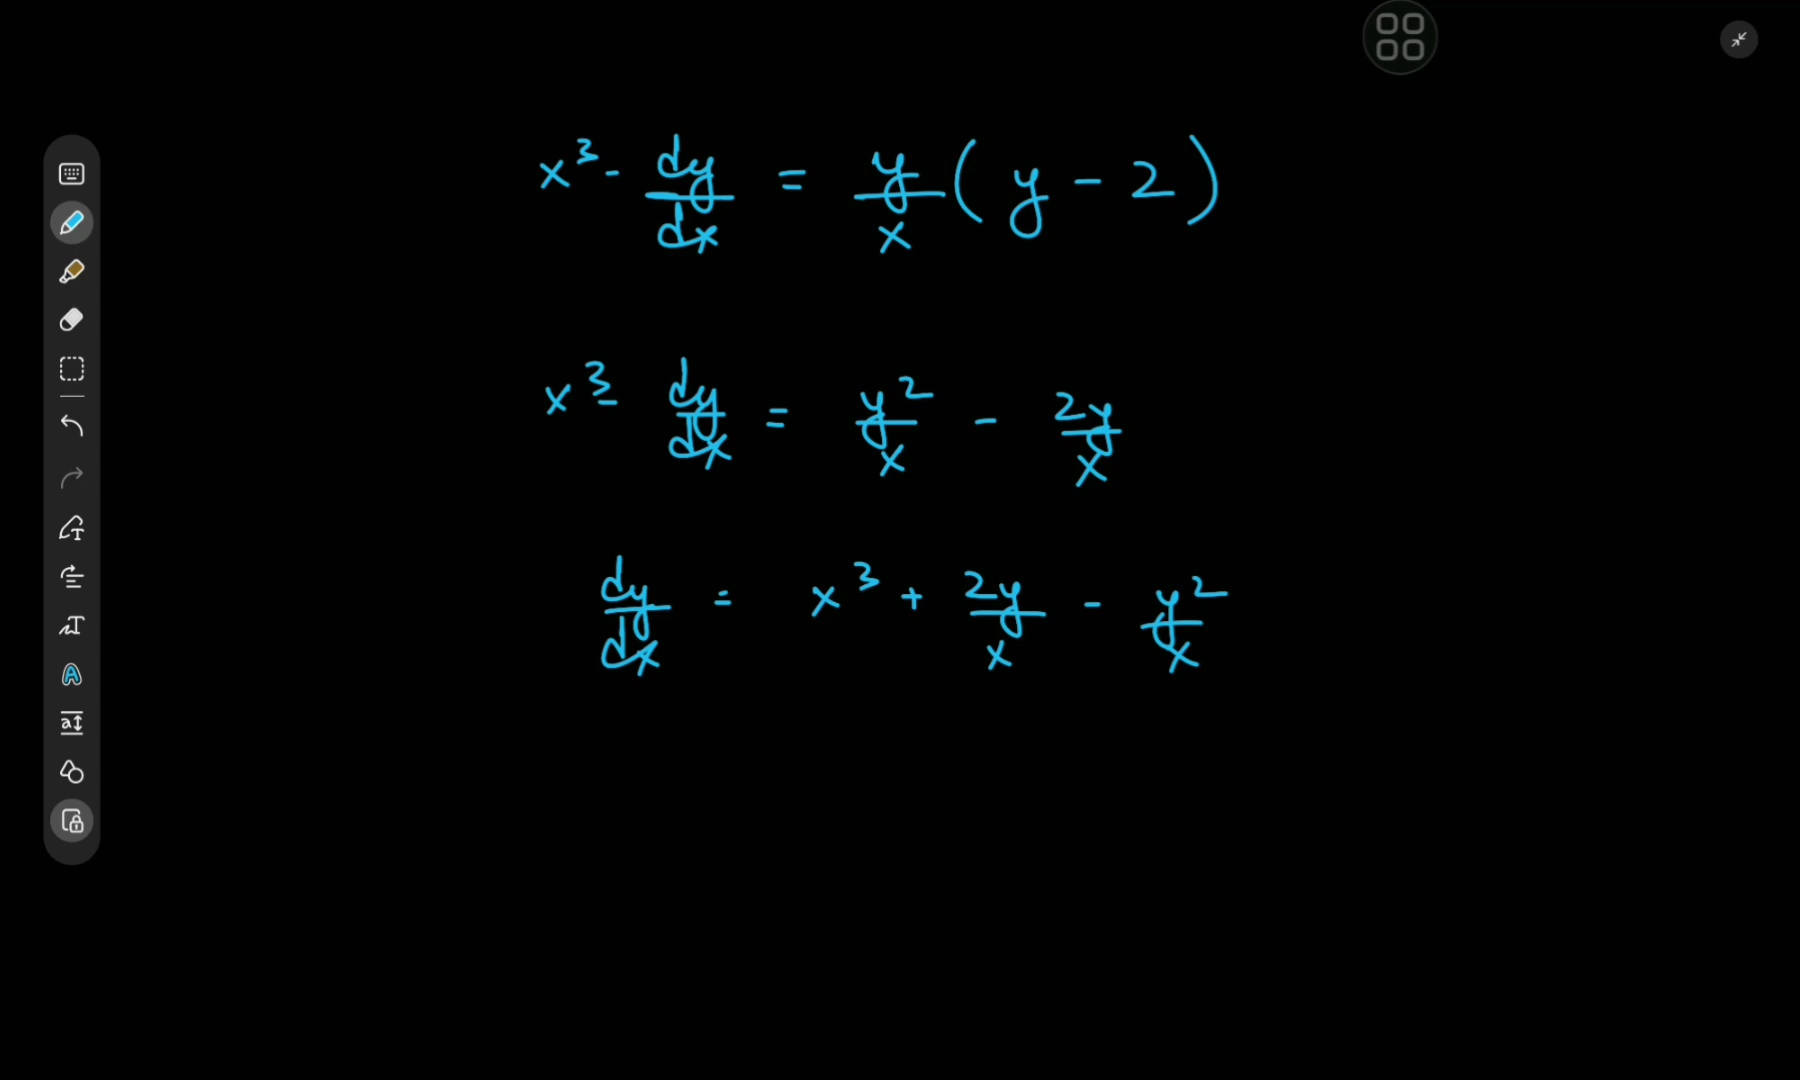 x³ - dy/dx = y/x (y - 2)
x³ - dy/dx = y²/x - 2y/x
dy/dx = x³ + 2y/x - y²/x